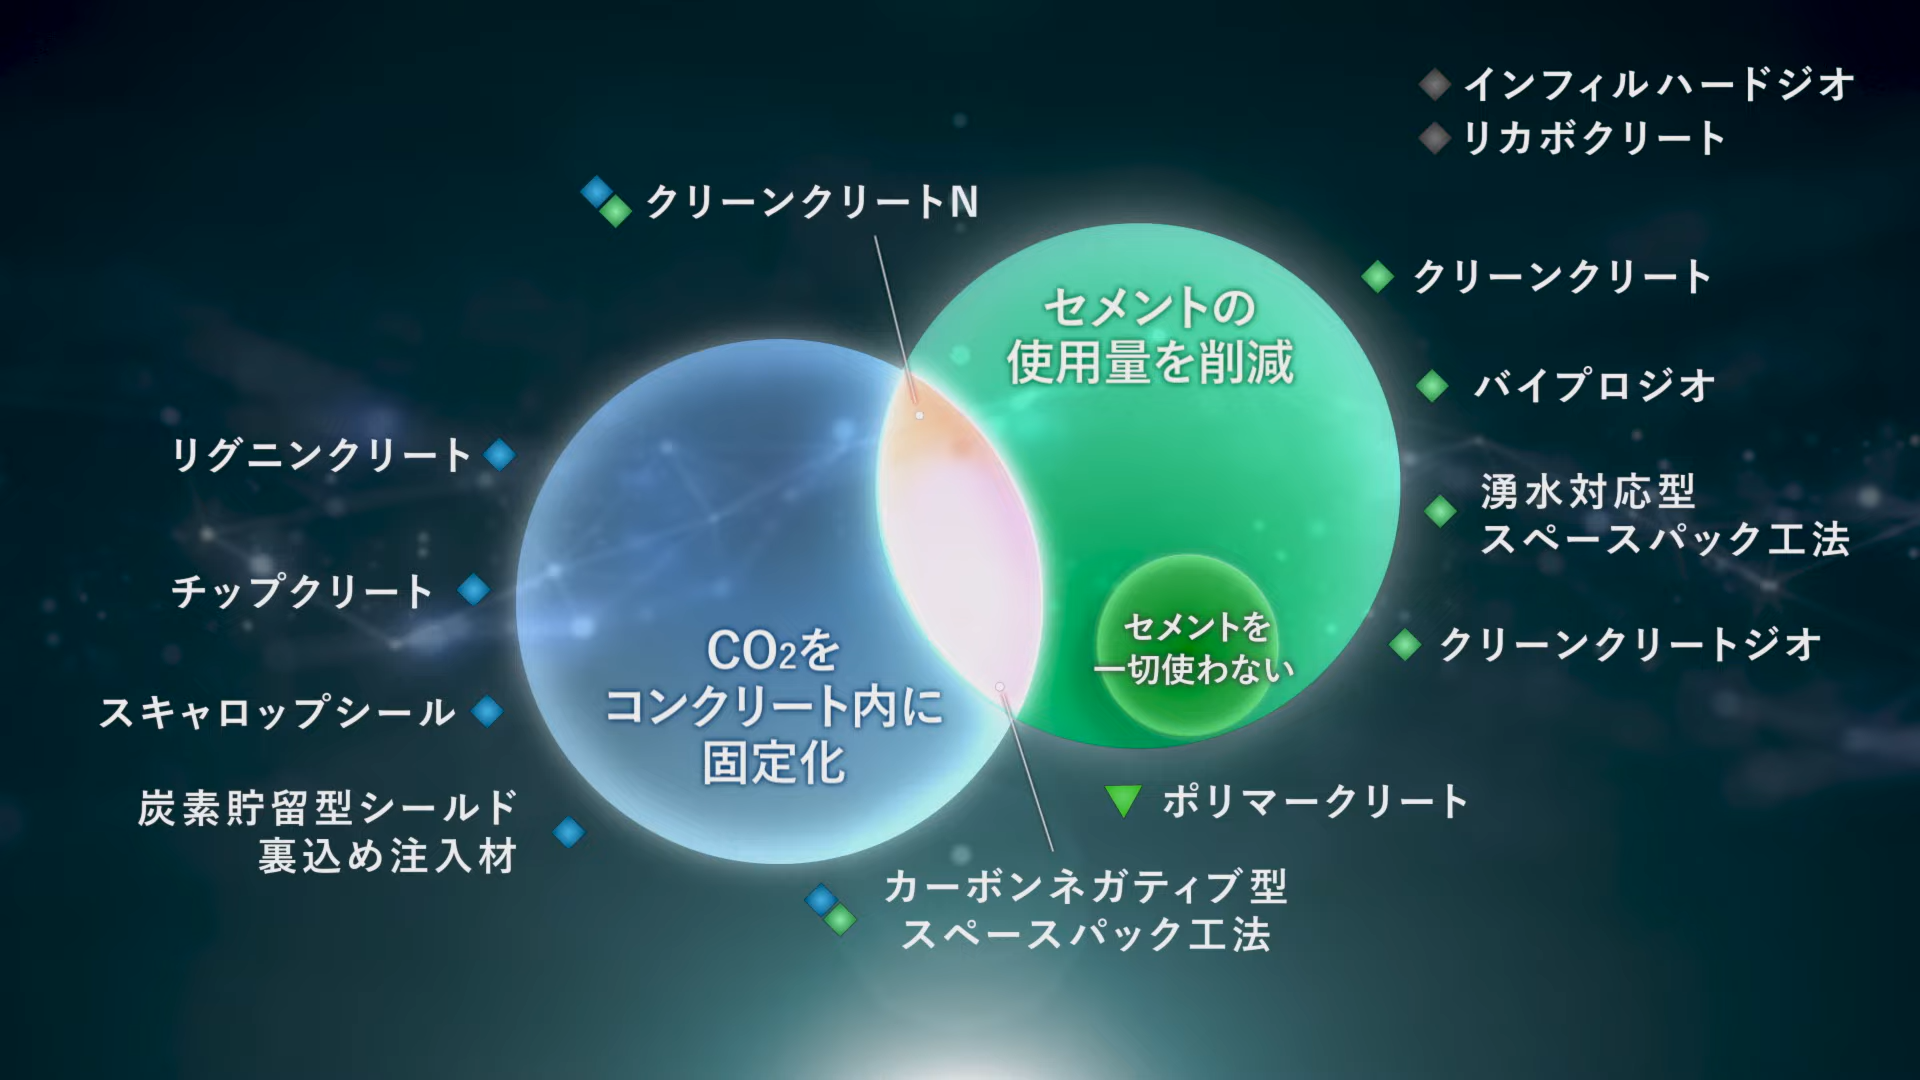 インフィルハードジオ
リカボクリート
クリーンクリートN
クリーンクリート
セメントの
使用量を削減
バイプロジオ
リグニンクリート
湧水対応型
スペースパック工法
チップクリート
セメントを
一切使わない
クリーンクリートジオ
CO₂を
コンクリート内に
固定化
スキャロップシール
炭素貯留型シールド
裏込め注入材
ポリマークリート
カーボンネガティブ型
スペースパック工法